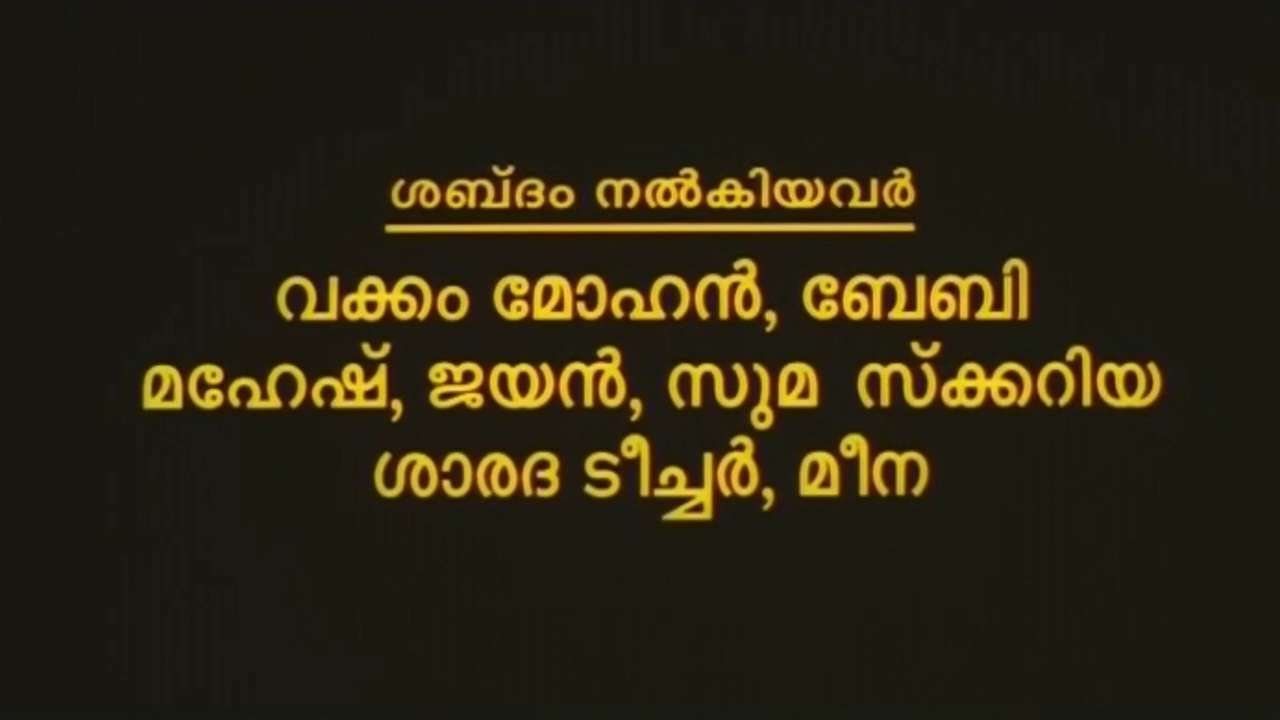 ശബ്ദം നൽകിയവർ
വക്കം മോഹൻ, ബേബി
മഹേഷ്, ജയൻ, സുമ സ്ക്കറിയ
ശാരദ ടീച്ചർ, മീന